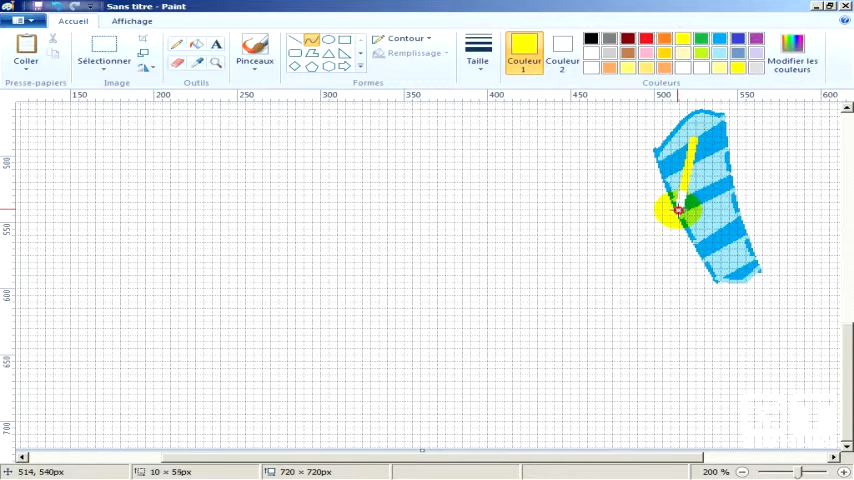 Sans titre - Paint
Accueil
Affichage
Coller
Sélectionner
A
Pinceaux
Contour
Remplissage
Taille
Couleur
1
Couleur
2
Modifier les
couleurs
Presse-papiers
Image
Outils
Formes
Couleurs
150
200
250
300
350
400
450
500
550
600
500
550
600
650
700
514, 540px
10 × 59px
720 × 720px
200 %